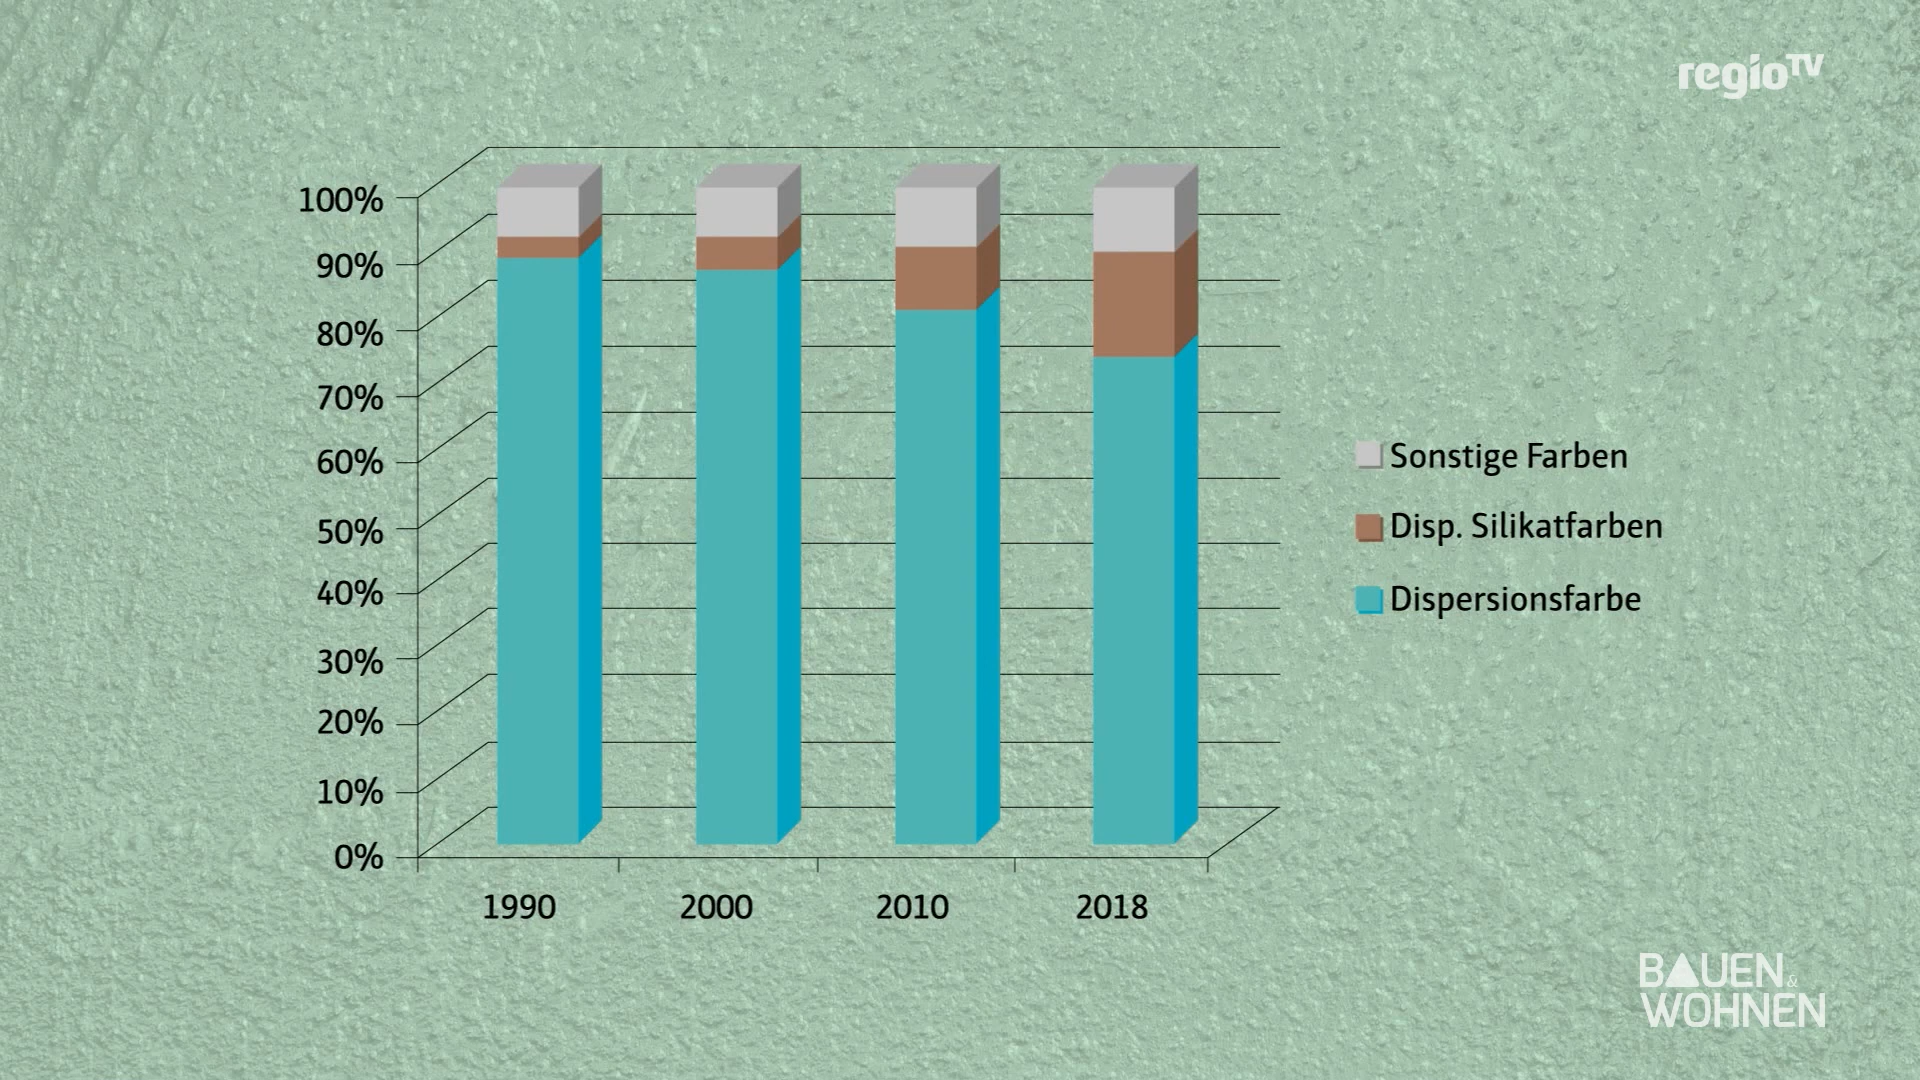 regioTV
100%
90%
80%
70%
60%
50%
40%
30%
20%
10%
0%
1990 2000 2010 2018
Sonstige Farben
Disp. Silikatfarben
Dispersionsfarbe
BAUEN &
WOHNEN